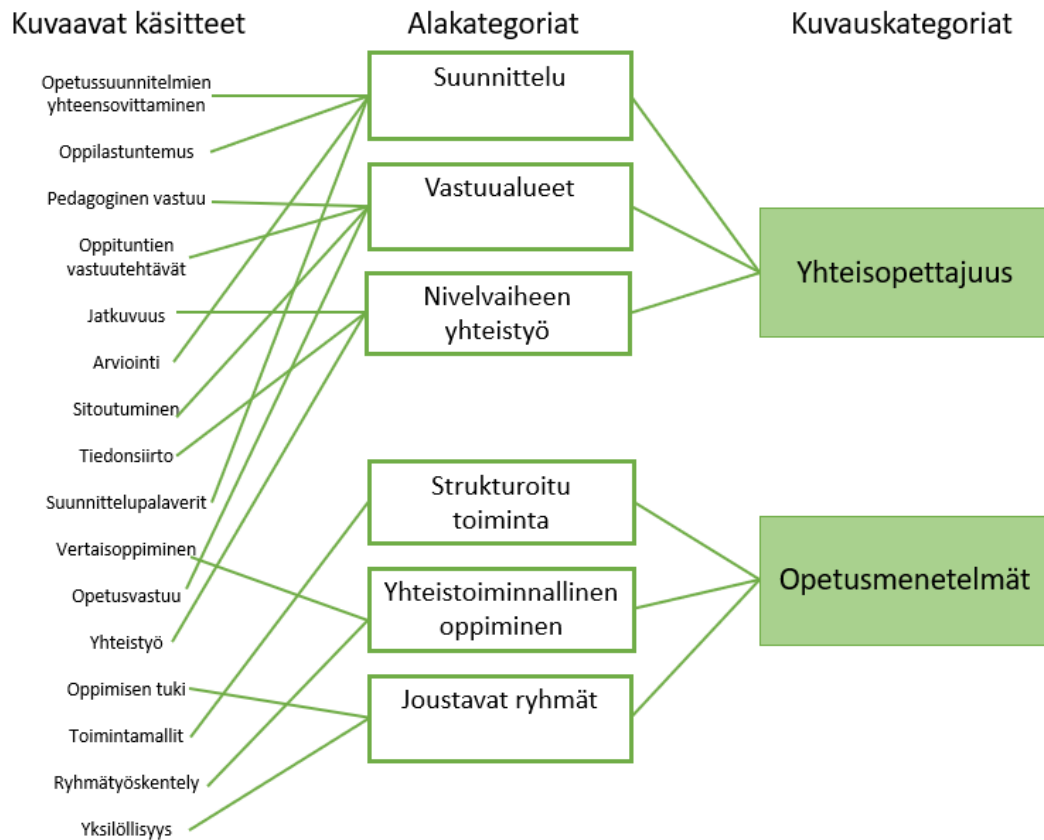 Kuvaavat käsitteet
Alakategoriat
Kuvauskategoriat
Opetussuunnitelmien
yhteensovittaminen
Oppilastuntemus
Pedagoginen vastuu
Oppituntien
vastuutehtävät
Jatkuvuus
Arviointi
Sitoutuminen
Tiedonsiirto
Suunnittelupalaverit
Vertaisoppiminen
Opetusvastuu
Yhteistyö
Oppimisen tuki
Toimintamallit
Ryhmätyöskentely
Yksilöllisyys
Suunnittelu
Vastuualueet
Nivelvaiheen
yhteistyö
Strukturoitu
toiminta
Yhteistoiminnallinen
oppiminen
Joustavat ryhmät
Yhteisopettajuus
Opetusmenetelmät